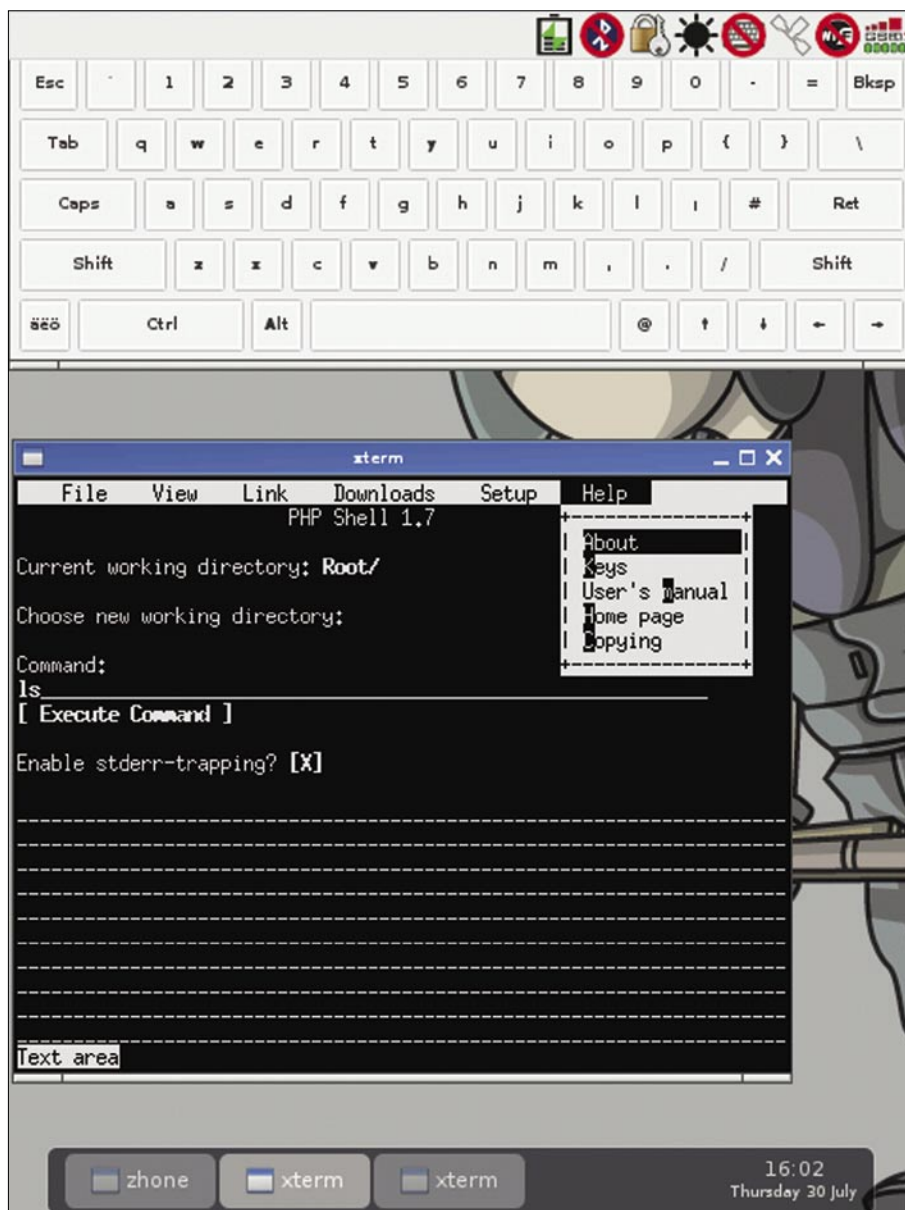 Esc 1 2 3 4 5 6 7 8 9 0 - = Bksp
Tab q w e r t y u i o p { } \
Caps a s d f g h j k l # Ret
Shift z x c v b n m , . / Shift
äëö Ctrl Alt @ ↑ ↓ ← →
xterm
File View Link Downloads Setup Help
PHP Shell 1.7
About
Keys
User's manual
Home page
Copying
Current working directory: Root/
Choose new working directory:
Command:
ls
[ Execute Command ]
Enable stderr-trapping? [X]
Text area
zhone xterm xterm
16:02
Thursday 30 July